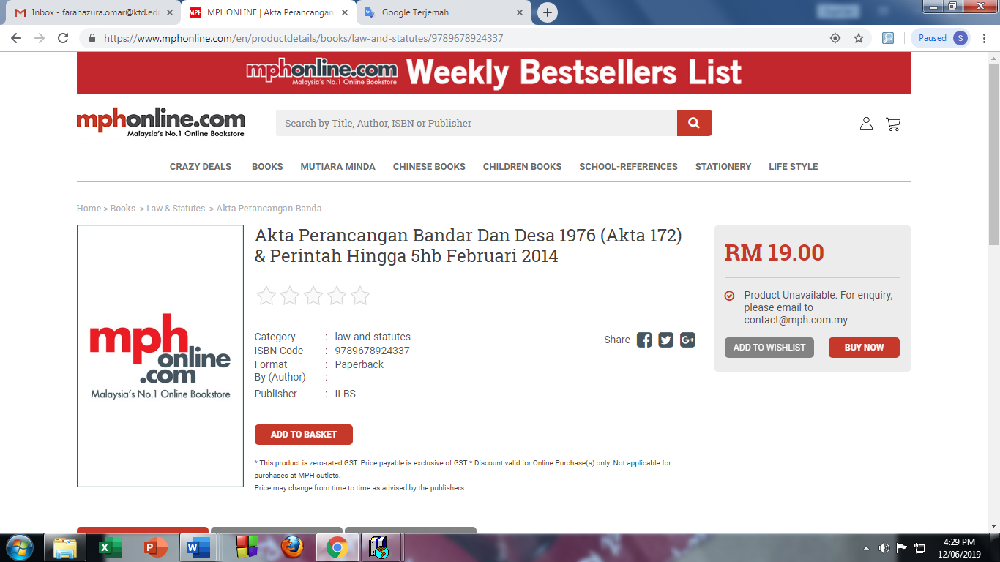 Inbox - farahazura.omar@ktd.edu
MPHONLINE | Akta Perancangan
Google Terjemah
https://www.mphonline.com/en/productdetails/books/law-and-statutes/9789678924337
Paused
S
mphonline.com
Malaysia's No.1 Online Bookstore
Weekly Bestsellers List
mphonline.com
Malaysia's No.1 Online Bookstore
Search by Title, Author, ISBN or Publisher
CRAZY DEALS BOOKS MUTIARA MINDA CHINESE BOOKS CHILDREN BOOKS SCHOOL-REFERENCES STATIONERY LIFE STYLE
Home > Books > Law & Statutes > Akta Perancangan Banda...
mph
online
.com
Malaysia's No.1 Online Bookstore
Akta Perancangan Bandar Dan Desa 1976 (Akta 172)
& Perintah Hingga 5hb Februari 2014
Category : law-and-statutes
ISBN Code : 9789678924337
Format : Paperback
By (Author) :
Publisher : ILBS
Share
ADD TO BASKET
* This product is zero-rated GST. Price payable is exclusive of GST * Discount valid for Online Purchase(s) only. Not applicable for
purchases at MPH outlets.
Price may change from time to time as advised by the publishers
RM 19.00
Product Unavailable. For enquiry,
please email to
contact@mph.com.my
ADD TO WISHLIST
BUY NOW
4:29 PM
12/06/2019